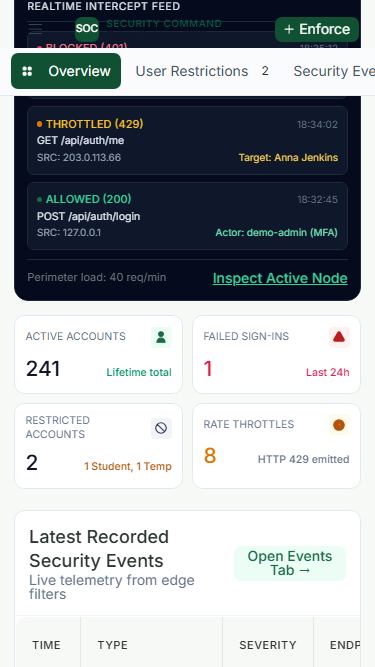 REALTIME INTERCEPT FEED
SOC
SECURITY COMMAND
+ Enforce
BLOCKED (401)
18:35:12
Overview
User Restrictions 2
Security Eve
THROTTLED (429)
18:34:02
GET /api/auth/me
SRC: 203.0.113.66
Target: Anna Jenkins
ALLOWED (200)
18:32:45
POST /api/auth/login
SRC: 127.0.0.1
Actor: demo-admin (MFA)
Perimeter load: 40 req/min
Inspect Active Node
ACTIVE ACCOUNTS
241
Lifetime total
FAILED SIGN-INS
1
Last 24h
RESTRICTED
ACCOUNTS
2
1 Student, 1 Temp
RATE THROTTLES
8
HTTP 429 emitted
Latest Recorded
Security Events
Live telemetry from edge
filters
Open Events
Tab →
TIME
TYPE
SEVERITY
ENDP